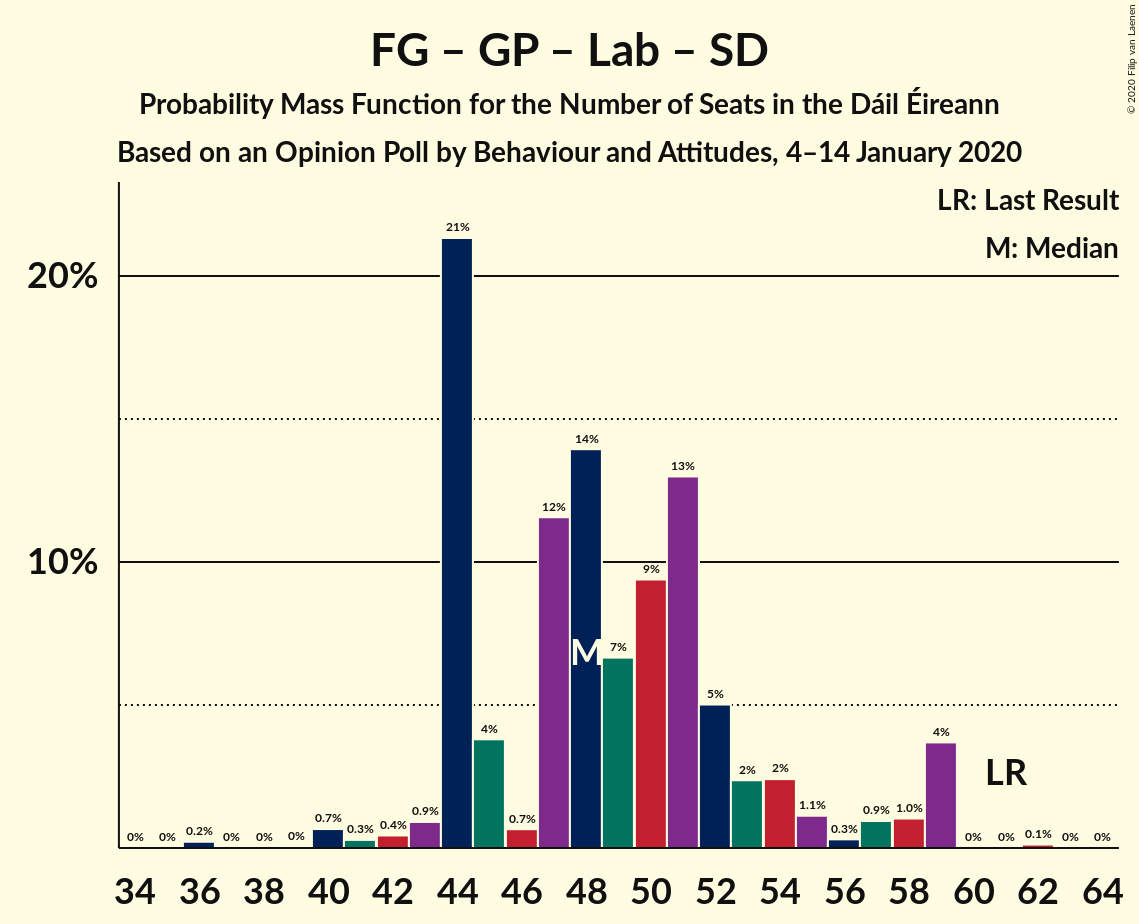 FG – GP – Lab – SD
Probability Mass Function for the Number of Seats in the Dáil Éireann
Based on an Opinion Poll by Behaviour and Attitudes, 4–14 January 2020
© 2020 Filip van Laenen
LR: Last Result
M: Median
20%
10%
0% 0% 0.2% 0% 0% 0% 0.7% 0.3% 0.4% 0.9% 21% 4% 0.7% 12% 14% 7% 9% 13% 5% 2% 2% 1.1% 0.3% 0.9% 1.0% 4% 0% 0% 0.1% 0% 0%
M
LR
34 36 38 40 42 44 46 48 50 52 54 56 58 60 62 64